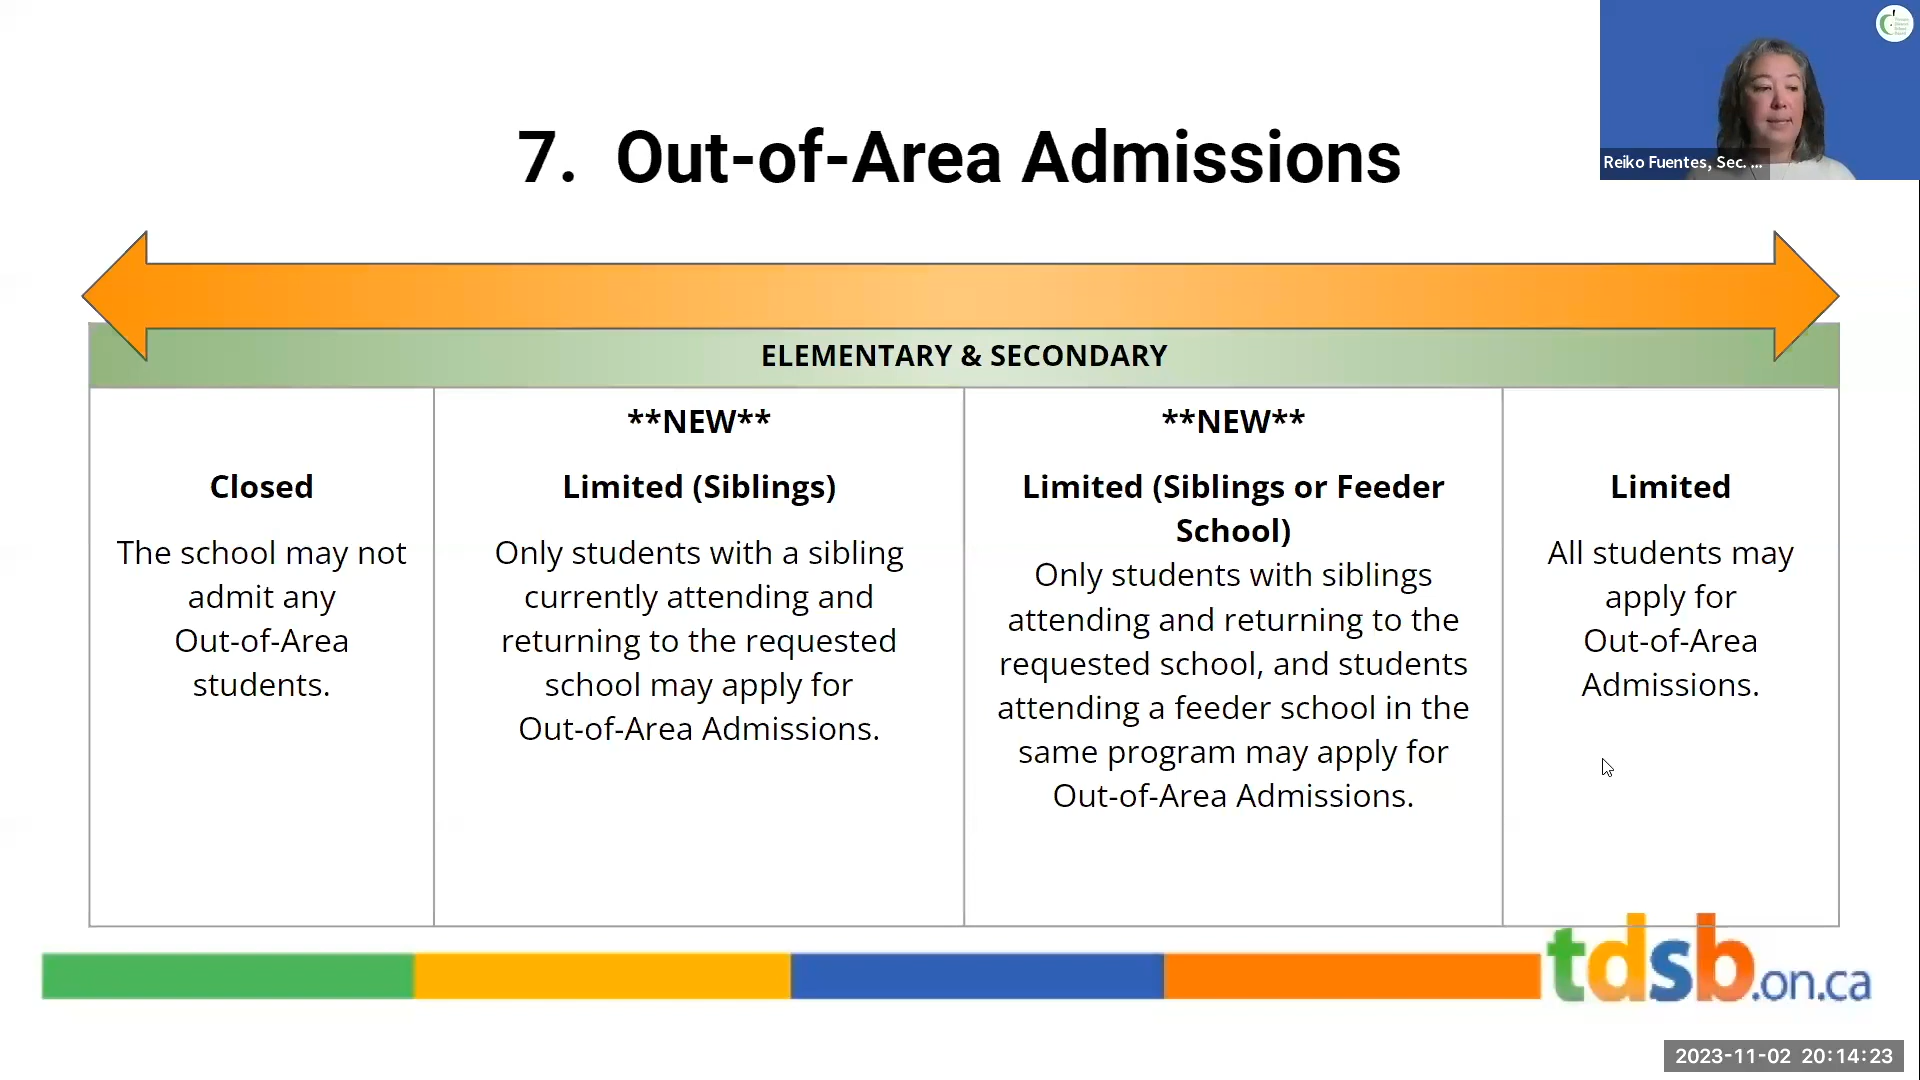 7. Out-of-Area Admissions
Reiko Fuentes, Sec. ...
ELEMENTARY & SECONDARY
Closed
The school may not
admit any
Out-of-Area
students.
**NEW**
Limited (Siblings)
Only students with a sibling
currently attending and
returning to the requested
school may apply for
Out-of-Area Admissions.
**NEW**
Limited (Siblings or Feeder
School)
Only students with siblings
attending and returning to the
requested school, and students
attending a feeder school in the
same program may apply for
Out-of-Area Admissions.
Limited
All students may
apply for
Out-of-Area
Admissions.
tdsb.on.ca
2023-11-02 20:14:23